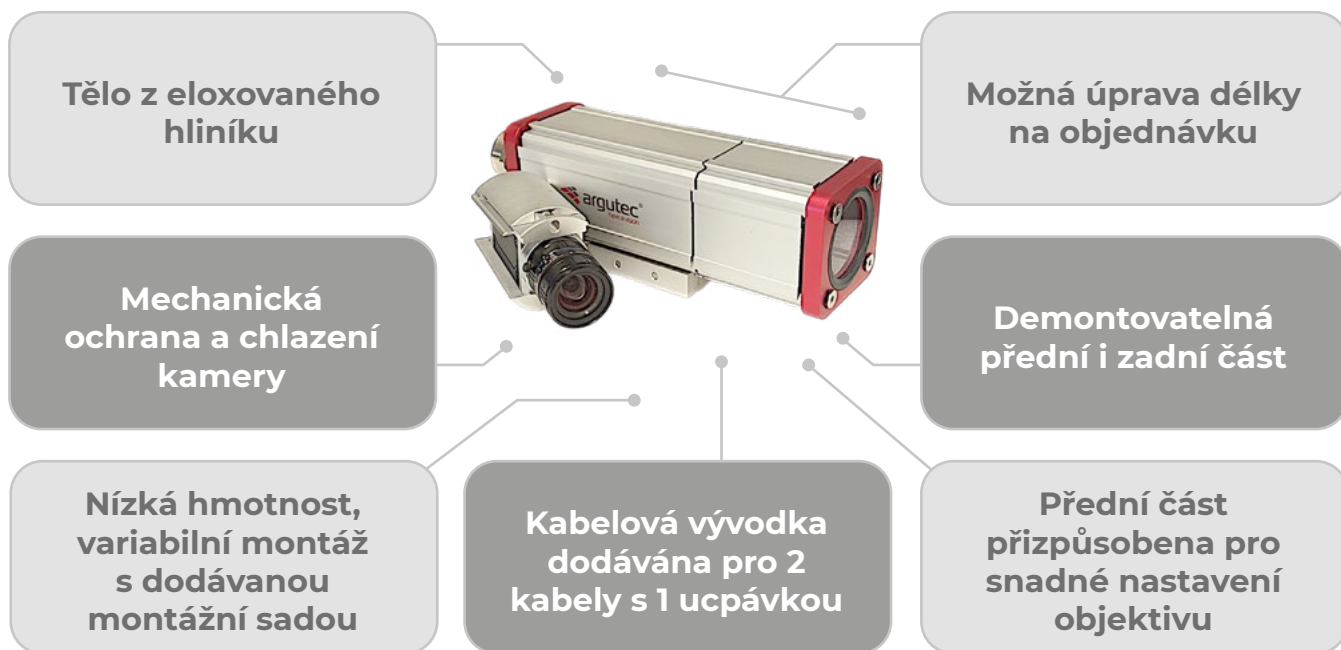 Tělo z eloxovaného
hliníku
Možná úprava délky
na objednávku
argutec®
Mechanická
ochrana a chlazení
kamery
Demontovatelná
přední i zadní část
Nízká hmotnost,
variabilní montáž
s dodávanou
montážní sadou
Kabelová vývodka
dodávána pro 2
kabely s 1 ucpávkou
Přední část
přizpůsobena pro
snadné nastavení
objektivu